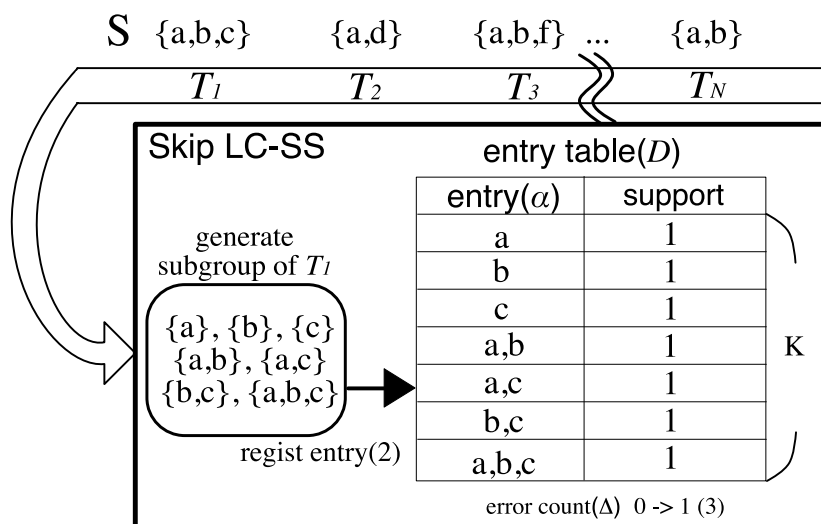 S {a,b,c} {a,d} {a,b,f} ... {a,b}
T1 T2 T3 TN
Skip LC-SS
entry table(D)
entry(α) support
a 1
b 1
c 1
a,b 1
a,c 1
b,c 1
a,b,c 1
K
generate
subgroup of T1
{a}, {b}, {c}
{a,b}, {a,c}
{b,c}, {a,b,c}
regist entry(2)
error count(Δ) 0 -> 1 (3)